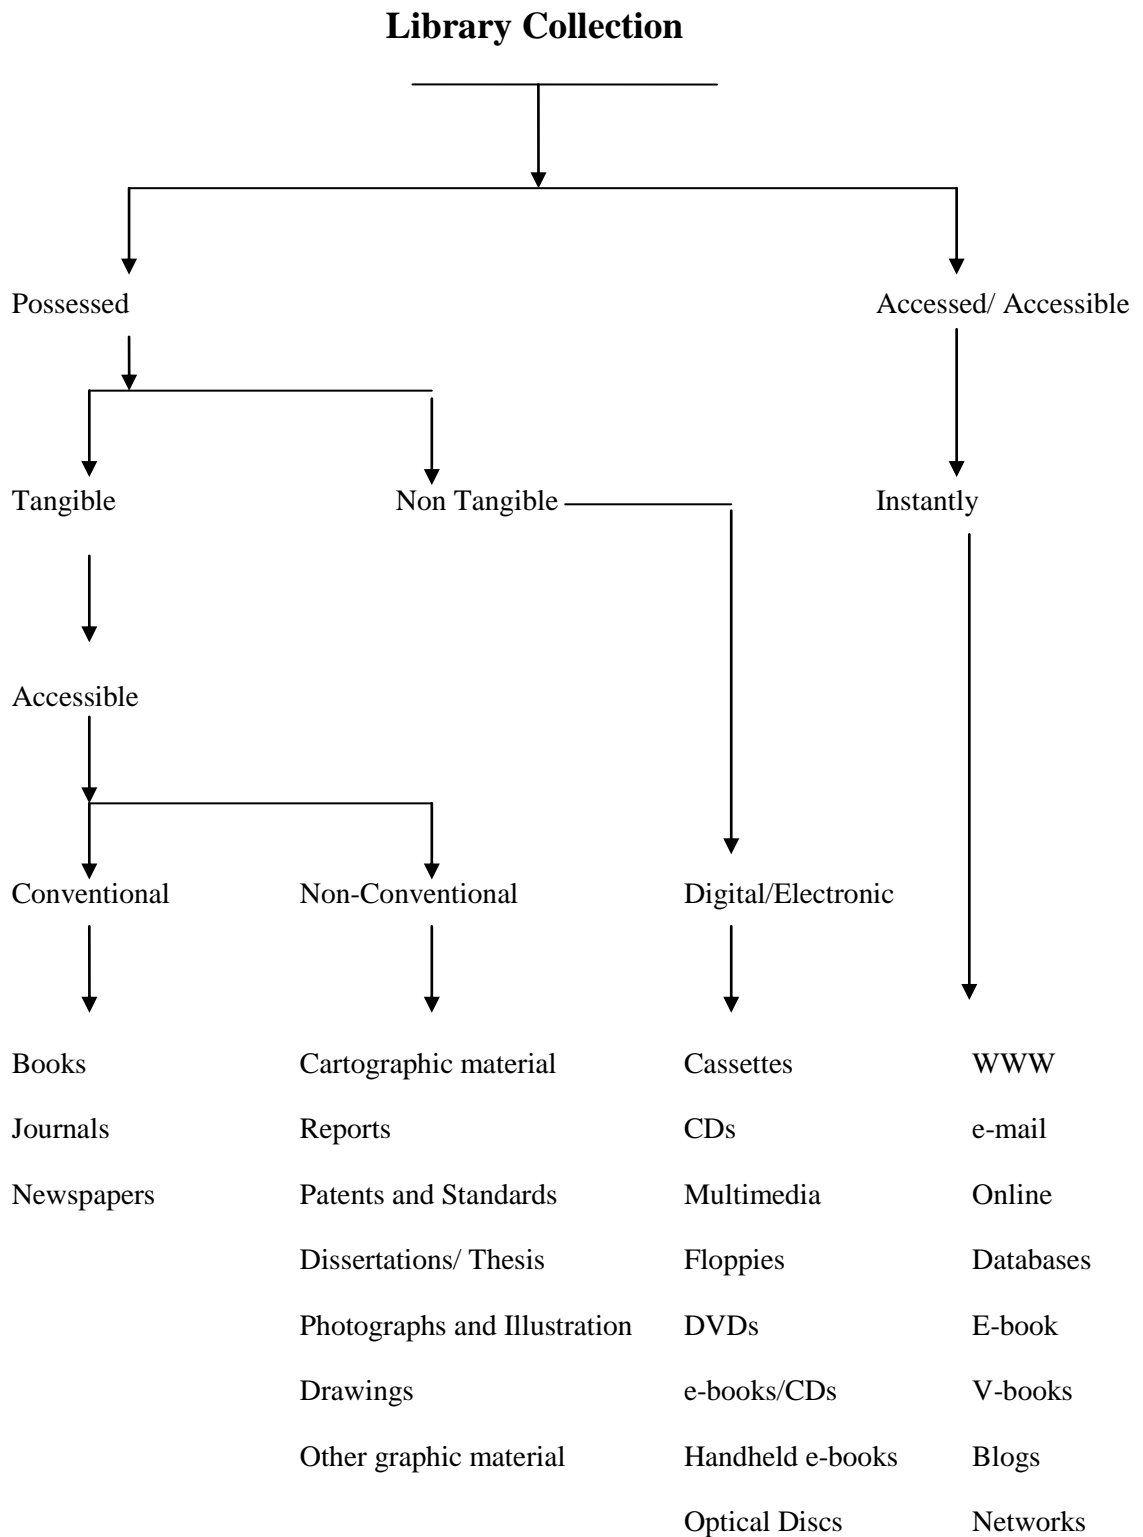 Library Collection
Possessed
Accessed/ Accessible
Tangible
Non Tangible
Instantly
Accessible
Conventional
Non-Conventional
Digital/Electronic
Books
Cartographic material
Cassettes
WWW
Journals
Reports
CDs
e-mail
Newspapers
Patents and Standards
Multimedia
Online
Dissertations/ Thesis
Floppies
Databases
Photographs and Illustration
DVDs
E-book
Drawings
e-books/CDs
V-books
Other graphic material
Handheld e-books
Blogs
Optical Discs
Networks